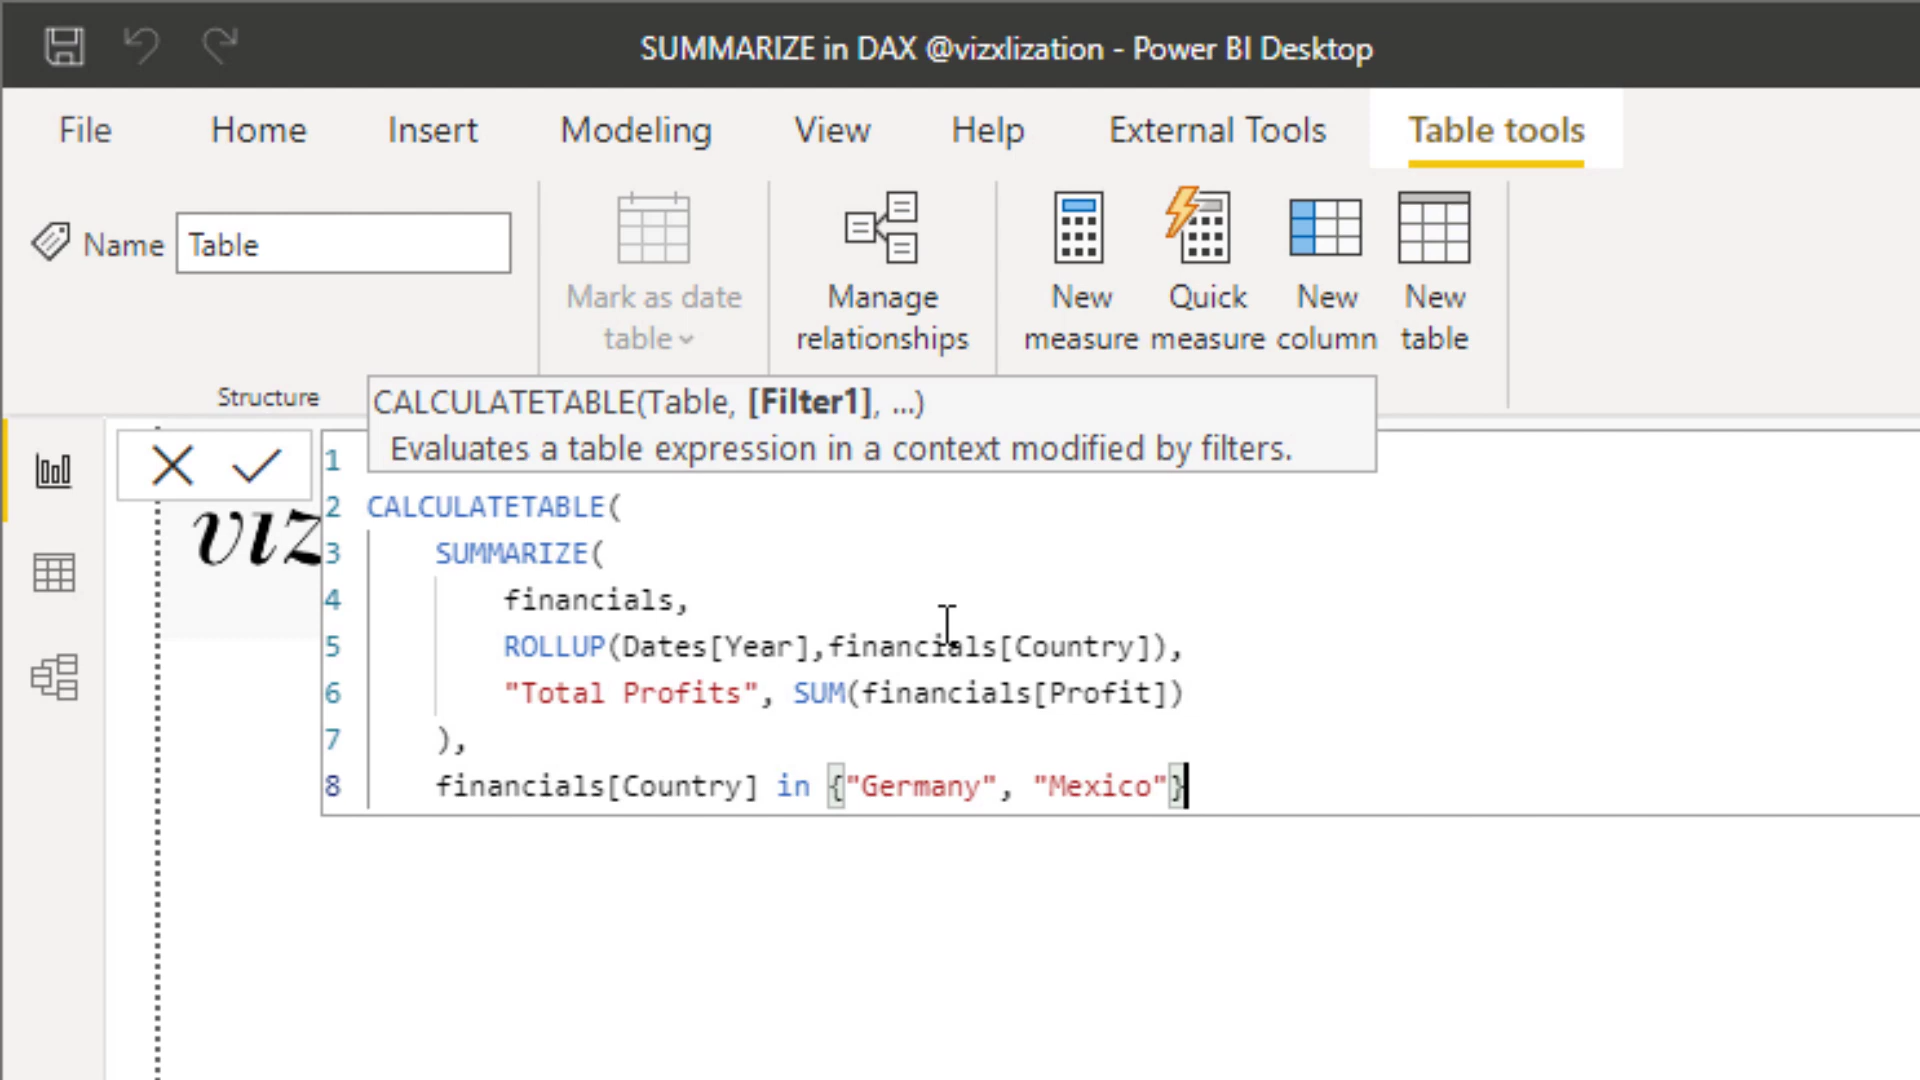 SUMMARIZE in DAX @vizxlization - Power BI Desktop
File Home Insert Modeling View Help External Tools Table tools
Name Table
Mark as date table
Manage relationships
New measure
Quick measure
New column
New table
Structure
CALCULATETABLE(Table, [Filter1], ...)
Evaluates a table expression in a context modified by filters.
viz
1
2 CALCULATETABLE(
3 SUMMARIZE(
4 financials,
5 ROLLUP(Dates[Year],financials[Country]),
6 "Total Profits", SUM(financials[Profit])
7 ),
8 financials[Country] in {"Germany", "Mexico"}